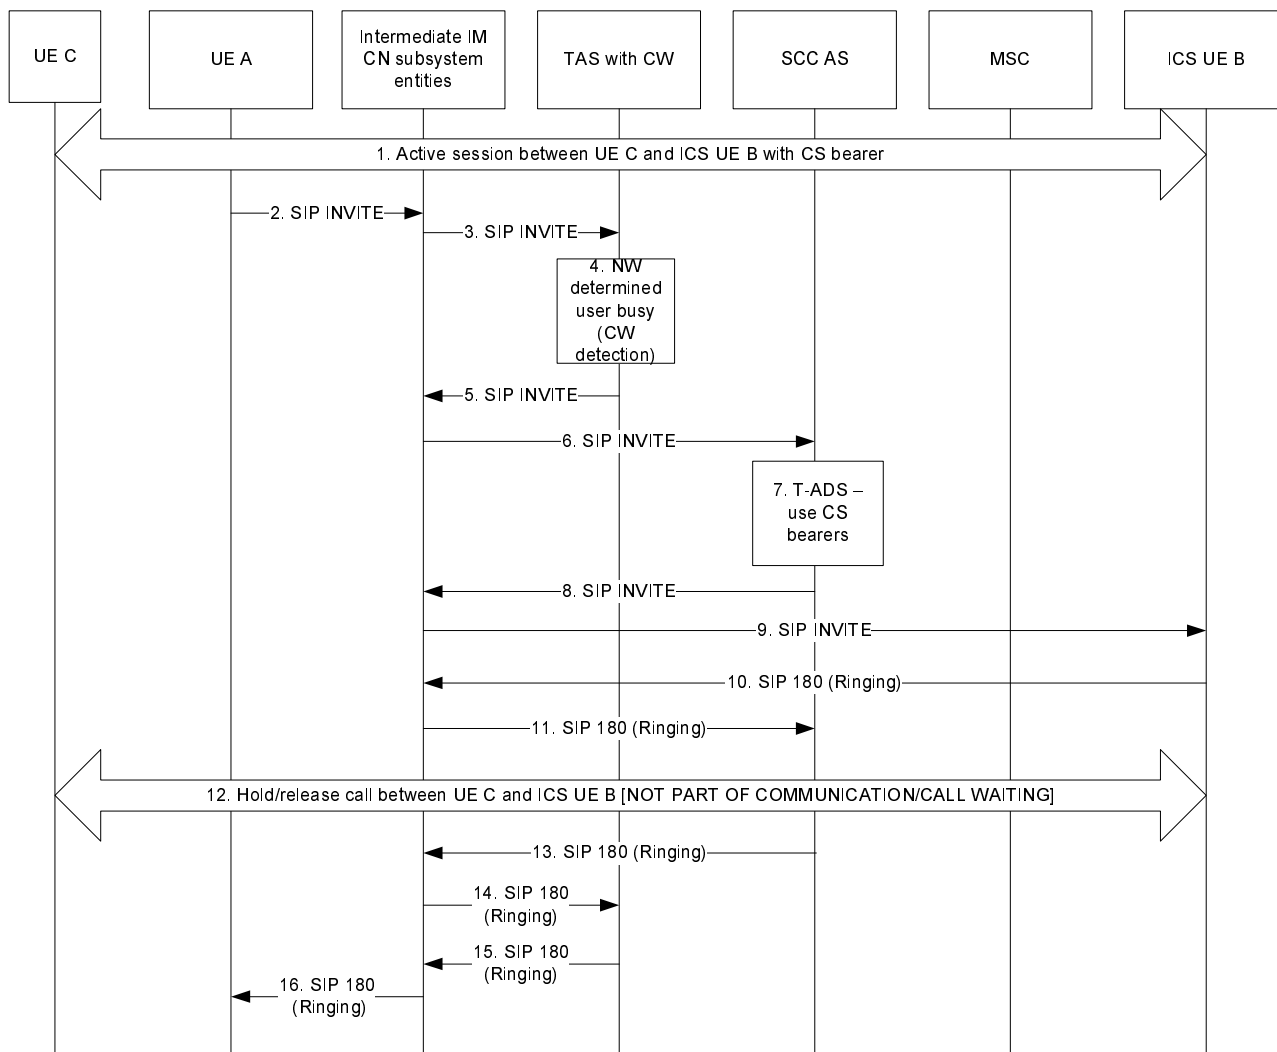 UE C
UE A
Intermediate IM
CN subsystem
entities
TAS with CW
SCC AS
MSC
ICS UE B
1. Active session between UE C and ICS UE B with CS bearer
2. SIP INVITE
3. SIP INVITE
4. NW
determined
user busy
(CW
detection)
5. SIP INVITE
6. SIP INVITE
7. T-ADS –
use CS
bearers
8. SIP INVITE
9. SIP INVITE
10. SIP 180 (Ringing)
11. SIP 180 (Ringing)
12. Hold/release call between UE C and ICS UE B [NOT PART OF COMMUNICATION/CALL WAITING]
13. SIP 180 (Ringing)
14. SIP 180
(Ringing)
15. SIP 180
(Ringing)
16. SIP 180
(Ringing)